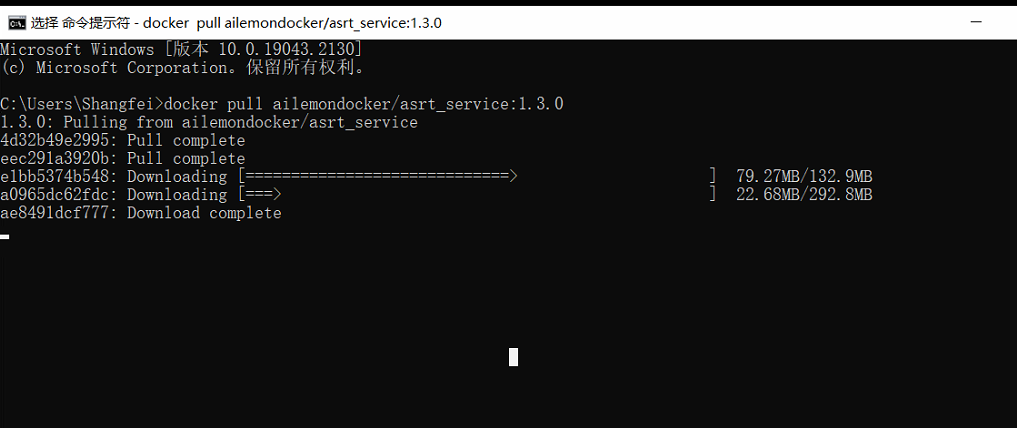 选择 命令提示符 - docker  pull ailemondocker/asrt_service:1.3.0
Microsoft Windows [版本 10.0.19043.2130]
(c) Microsoft Corporation。保留所有权利。
C:\Users\Shangfei>docker pull ailemondocker/asrt_service:1.3.0
1.3.0: Pulling from ailemondocker/asrt_service
4d32b49e2995: Pull complete
eec291a3920b: Pull complete
e1bb5374b548: Downloading [=============================>                     ]  79.27MB/132.9MB
a0965dc62fdc: Downloading [===>                                               ]  22.68MB/292.8MB
ae8491dcf777: Download complete